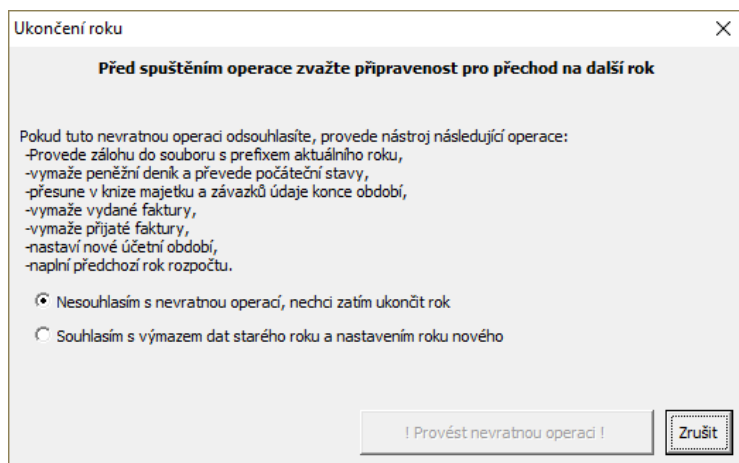 Ukončení roku
Před spuštěním operace zvažte připravenost pro přechod na další rok
Pokud tuto nevratnou operaci odsouhlasíte, provede nástroj následující operace:
-Provede zálohu do souboru s prefixem aktuálního roku,
-vymaže peněžní deník a převede počáteční stavy,
-přesune v knize majetku a závazků údaje konce období,
-vymaže vydané faktury,
-vymaže přijaté faktury,
-nastaví nové účetní období,
-naplní předchozí rok rozpočtu.
Nesouhlasím s nevratnou operací, nechci zatím ukončit rok
Souhlasím s výmazem dat starého roku a nastavením roku nového
! Provést nevratnou operaci !
Zrušit